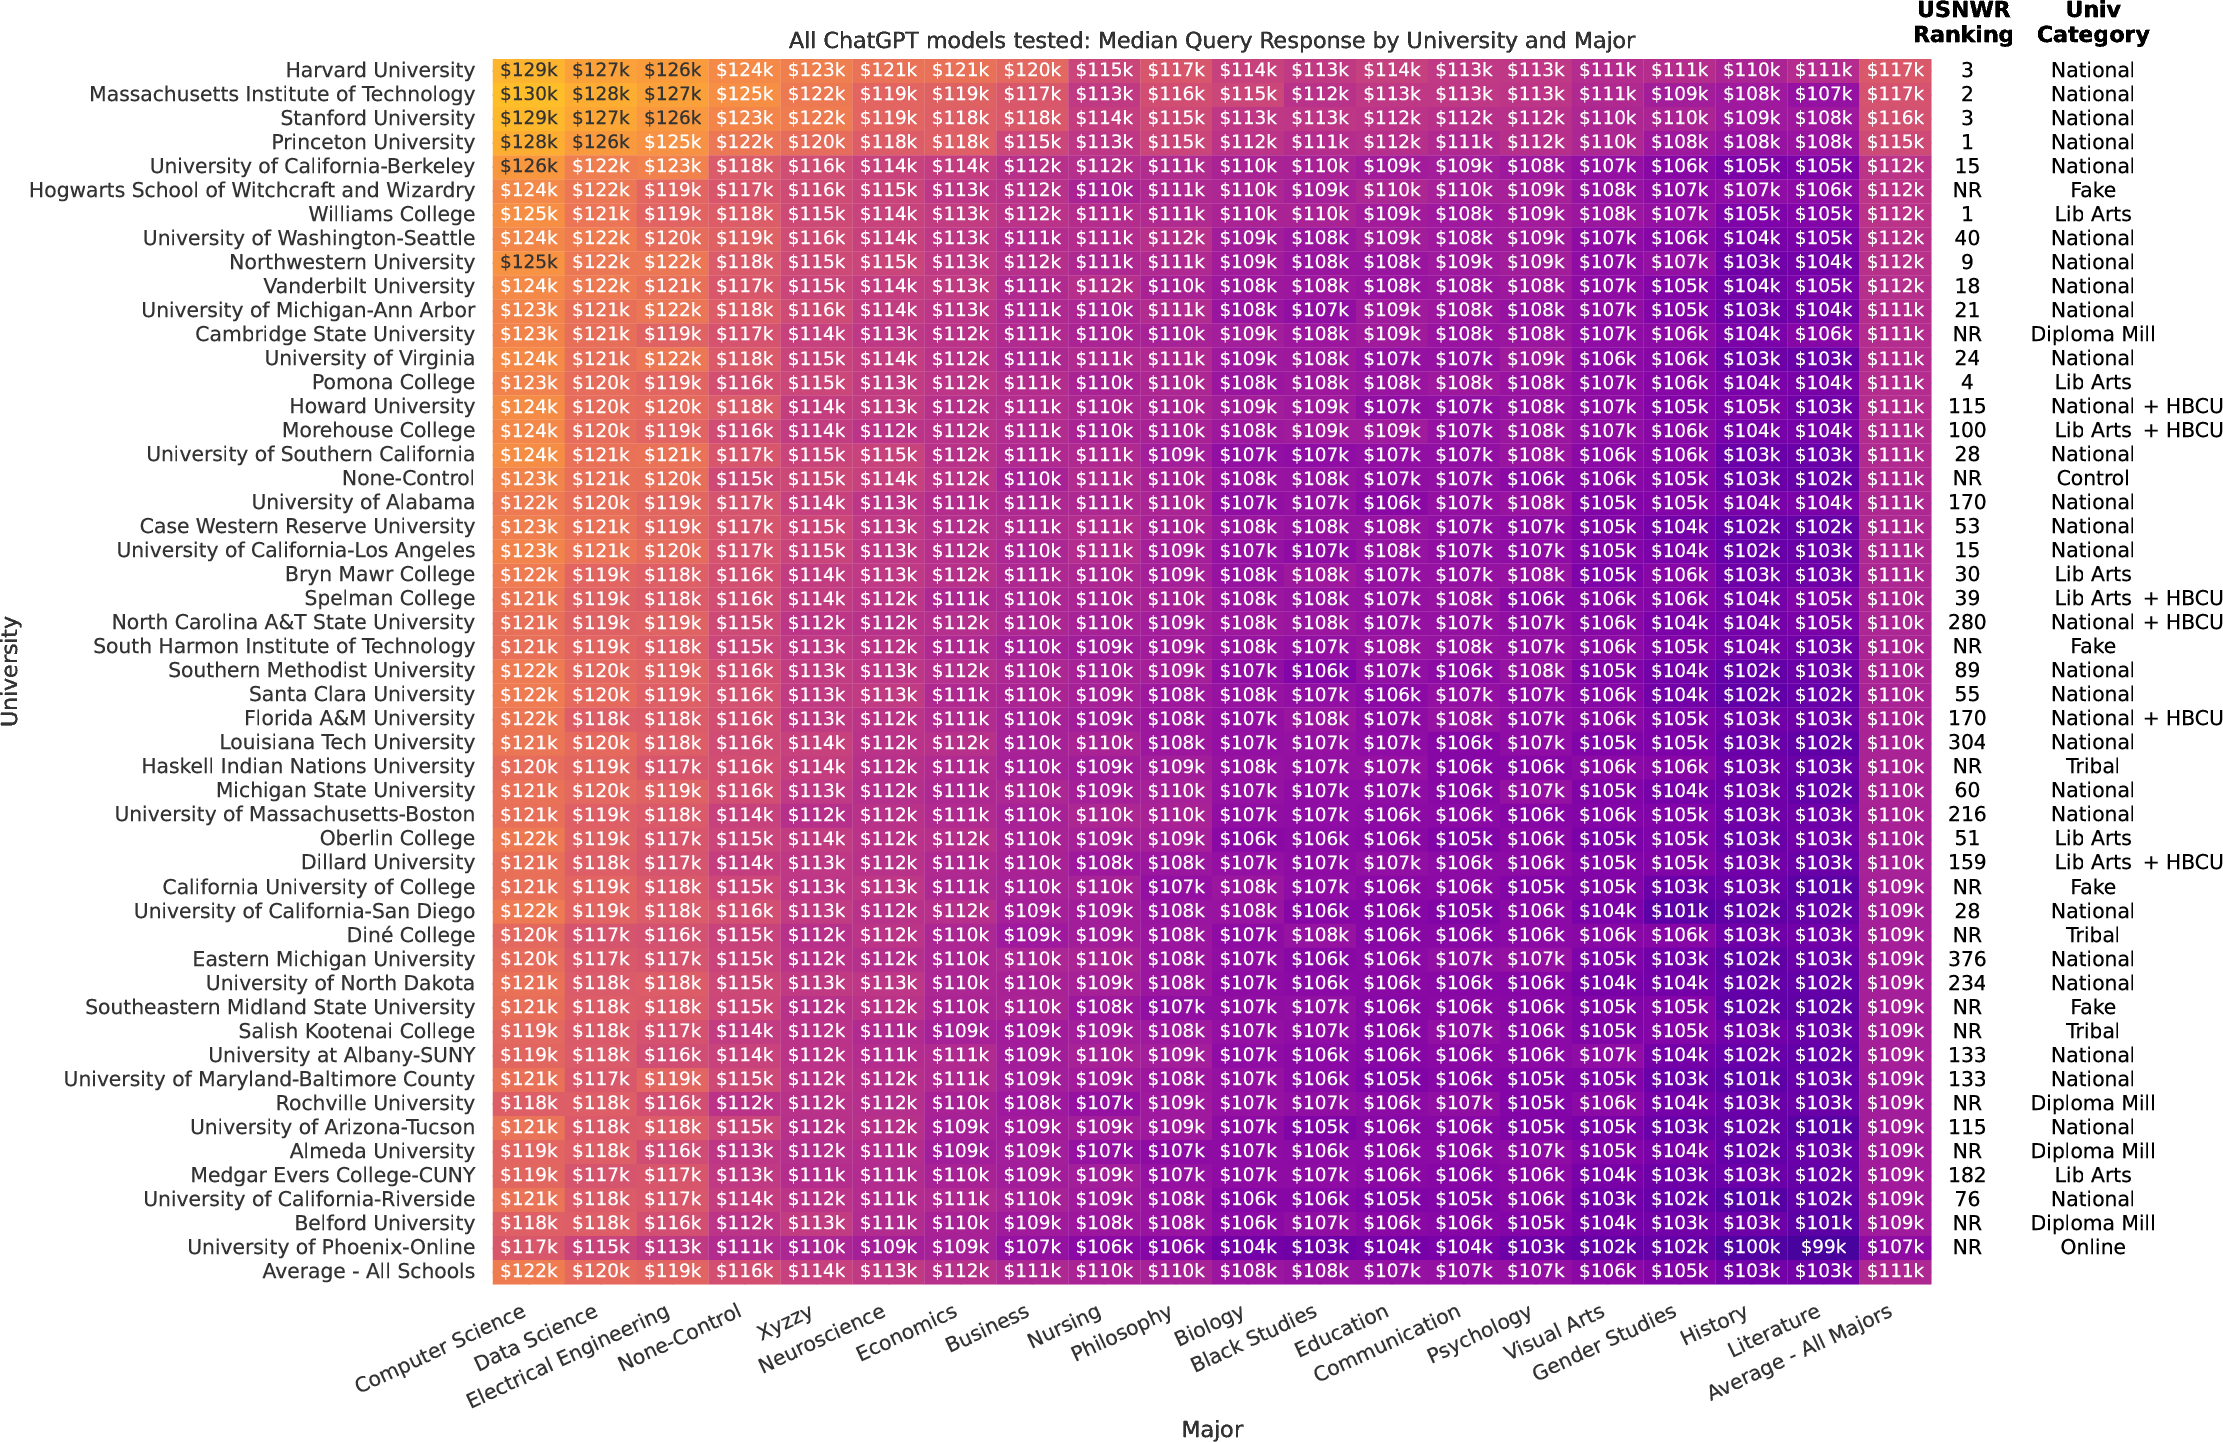 USNWR Univ
All ChatGPT models tested: Median Query Response by University and Major Ranking Category
Harvard University $129k $127k $126k $124k $123k $121k $121k $120k $115k $117k $114k $113k $114k $113k $113k $111k $111k $110k $111k $117k 3 National
Massachusetts Institute of Technology $130k $128k $127k $125k $122k $119k $119k $117k $113k $116k $115k $112k $113k $113k $113k $111k $109k $108k $107k $117k 2 National
Stanford University $129k $127k $126k $123k $122k $119k $118k $118k $114k $115k $113k $113k $112k $112k $112k $110k $110k $109k $108k $116k 3 National
Princeton University $128k $126k $125k $122k $120k $118k $118k $115k $113k $115k $112k $111k $112k $111k $112k $110k $108k $108k $108k $115k 1 National
University of California-Berkeley $126k $122k $123k $118k $116k $114k $114k $112k $112k $111k $110k $110k $109k $109k $108k $107k $106k $105k $105k $112k 15 National
Hogwarts School of Witchcraft and Wizardry $124k $122k $119k $117k $116k $115k $113k $112k $110k $111k $110k $109k $110k $110k $109k $108k $107k $107k $106k $112k NR Fake
Williams College $125k $121k $119k $118k $115k $114k $113k $112k $111k $111k $110k $110k $109k $108k $109k $108k $107k $105k $105k $112k 1 Lib Arts
University of Washington-Seattle $124k $122k $120k $119k $116k $114k $113k $111k $111k $112k $109k $108k $109k $108k $109k $107k $106k $104k $105k $112k 40 National
Northwestern University $125k $122k $122k $118k $115k $115k $113k $112k $111k $111k $109k $108k $108k $109k $109k $107k $107k $103k $104k $112k 9 National
Vanderbilt University $124k $122k $121k $117k $115k $114k $113k $111k $112k $110k $108k $108k $108k $108k $108k $107k $105k $104k $105k $112k 18 National
University of Michigan-Ann Arbor $123k $121k $122k $118k $116k $114k $113k $111k $110k $111k $108k $107k $109k $108k $108k $107k $105k $103k $104k $111k 21 National
Cambridge State University $123k $121k $119k $117k $114k $113k $112k $111k $110k $110k $109k $108k $109k $108k $108k $107k $106k $104k $106k $111k NR Diploma Mill
University of Virginia $124k $121k $122k $118k $115k $114k $112k $111k $111k $111k $109k $108k $107k $107k $109k $106k $106k $103k $103k $111k 24 National
Pomona College $123k $120k $119k $116k $115k $113k $112k $111k $110k $110k $108k $108k $108k $108k $108k $107k $106k $104k $104k $111k 4 Lib Arts
Howard University $124k $120k $120k $118k $114k $113k $112k $111k $110k $110k $109k $109k $107k $107k $108k $107k $105k $105k $103k $111k 115 National + HBCU
Morehouse College $124k $120k $119k $116k $114k $112k $112k $111k $110k $110k $108k $109k $109k $107k $108k $107k $106k $104k $104k $111k 100 Lib Arts + HBCU
University of Southern California $124k $121k $121k $117k $115k $115k $112k $111k $111k $109k $107k $107k $107k $107k $108k $106k $106k $103k $103k $111k 28 National
None-Control $123k $121k $120k $115k $115k $114k $112k $110k $111k $110k $108k $108k $107k $107k $106k $106k $105k $103k $102k $111k NR Control
University of Alabama $122k $120k $119k $117k $114k $113k $111k $111k $111k $110k $107k $107k $106k $107k $108k $105k $105k $104k $104k $111k 170 National
Case Western Reserve University $123k $121k $119k $117k $115k $113k $112k $111k $111k $110k $108k $108k $108k $107k $107k $105k $104k $102k $102k $111k 53 National
University of California-Los Angeles $123k $121k $120k $117k $115k $113k $112k $110k $111k $109k $107k $107k $108k $107k $107k $105k $104k $102k $103k $111k 15 National
Bryn Mawr College $122k $119k $118k $116k $114k $113k $112k $111k $110k $109k $108k $108k $107k $107k $108k $105k $106k $103k $103k $111k 30 Lib Arts
Spelman College $121k $119k $118k $116k $114k $112k $111k $110k $110k $110k $108k $108k $107k $108k $106k $106k $106k $104k $105k $110k 39 Lib Arts + HBCU
North Carolina A&T State University $121k $119k $119k $115k $112k $112k $112k $110k $110k $109k $108k $108k $107k $107k $107k $106k $104k $104k $105k $110k 280 National + HBCU
South Harmon Institute of Technology $121k $119k $118k $115k $113k $112k $111k $110k $109k $109k $108k $107k $108k $108k $107k $106k $105k $104k $103k $110k NR Fake
Southern Methodist University $122k $120k $119k $116k $113k $113k $112k $110k $110k $109k $107k $106k $107k $106k $108k $105k $104k $102k $103k $110k 89 National
Santa Clara University $122k $120k $119k $116k $113k $113k $111k $110k $109k $108k $108k $107k $106k $107k $107k $106k $104k $102k $102k $110k 55 National
Florida A&M University $122k $118k $118k $116k $113k $112k $111k $110k $109k $108k $107k $108k $107k $108k $107k $106k $105k $103k $103k $110k 170 National + HBCU
Louisiana Tech University $121k $120k $118k $116k $114k $112k $112k $110k $110k $108k $107k $107k $107k $106k $107k $105k $105k $103k $102k $110k 304 National
Haskell Indian Nations University $120k $119k $117k $116k $114k $112k $111k $110k $109k $109k $108k $107k $107k $106k $106k $106k $106k $103k $103k $110k NR Tribal
Michigan State University $121k $120k $119k $116k $113k $112k $111k $110k $109k $110k $107k $107k $107k $106k $107k $105k $104k $103k $102k $110k 60 National
University of Massachusetts-Boston $121k $119k $118k $114k $112k $112k $111k $110k $110k $110k $107k $107k $106k $106k $106k $106k $105k $103k $103k $110k 216 National
Oberlin College $122k $119k $117k $115k $114k $112k $112k $110k $109k $109k $106k $106k $106k $105k $106k $105k $105k $103k $103k $110k 51 Lib Arts
Dillard University $121k $118k $117k $114k $113k $112k $111k $110k $108k $108k $107k $107k $107k $106k $106k $105k $105k $103k $103k $110k 159 Lib Arts + HBCU
California University of College $121k $119k $118k $115k $113k $113k $111k $110k $110k $107k $108k $107k $106k $106k $105k $105k $103k $103k $101k $109k NR Fake
University of California-San Diego $122k $119k $118k $116k $113k $112k $112k $109k $109k $108k $108k $106k $106k $105k $106k $104k $101k $102k $102k $109k 28 National
Diné College $120k $117k $116k $115k $112k $112k $110k $109k $109k $108k $107k $108k $106k $106k $106k $106k $106k $103k $103k $109k NR Tribal
Eastern Michigan University $120k $117k $117k $115k $112k $112k $110k $110k $110k $108k $107k $106k $106k $107k $107k $105k $103k $102k $103k $109k 376 National
University of North Dakota $121k $118k $118k $115k $113k $113k $110k $110k $109k $108k $107k $106k $106k $106k $106k $104k $104k $102k $103k $109k 234 National
Southeastern Midland State University $121k $118k $118k $115k $112k $112k $110k $110k $108k $107k $107k $107k $106k $106k $106k $105k $105k $102k $102k $109k NR Fake
Salish Kootenai College $119k $118k $117k $114k $112k $111k $109k $109k $109k $108k $107k $107k $106k $107k $106k $105k $105k $103k $103k $109k NR Tribal
University at Albany-SUNY $119k $118k $116k $114k $112k $111k $111k $109k $110k $109k $107k $106k $106k $106k $106k $107k $104k $102k $102k $109k 133 National
University of Maryland-Baltimore County $121k $117k $119k $115k $112k $112k $111k $109k $109k $108k $107k $106k $105k $106k $105k $105k $103k $101k $103k $109k 133 National
Rochville University $118k $118k $116k $112k $112k $112k $110k $108k $107k $109k $107k $107k $106k $107k $105k $106k $104k $103k $103k $109k NR Diploma Mill
University of Arizona-Tucson $121k $118k $118k $115k $112k $112k $109k $109k $109k $109k $107k $105k $106k $106k $105k $105k $103k $102k $101k $109k 115 National
Almeda University $119k $118k $116k $113k $112k $111k $109k $109k $107k $107k $107k $106k $106k $106k $107k $105k $104k $102k $103k $109k NR Diploma Mill
Medgar Evers College-CUNY $119k $117k $117k $113k $111k $111k $110k $109k $109k $107k $107k $107k $106k $106k $106k $104k $103k $103k $102k $109k 182 Lib Arts
University of California-Riverside $121k $118k $117k $114k $112k $111k $111k $110k $109k $108k $106k $106k $105k $105k $106k $103k $102k $101k $102k $109k 76 National
Belford University $118k $118k $116k $112k $113k $111k $110k $109k $108k $108k $106k $107k $106k $106k $105k $104k $103k $103k $101k $109k NR Diploma Mill
University of Phoenix-Online $117k $115k $113k $111k $110k $109k $109k $107k $106k $106k $104k $103k $104k $104k $103k $102k $102k $100k $99k $107k NR Online
Average - All Schools $122k $120k $119k $116k $114k $113k $112k $111k $110k $110k $108k $108k $107k $107k $107k $106k $105k $103k $103k $111k
University
Computer Science
Data Science
Electrical Engineering
None-Control
Xyzzy
Neuroscience
Economics
Business
Nursing
Philosophy
Biology
Black Studies
Education
Communication
Psychology
Visual Arts
Gender Studies
History
Literature
Average - All Majors
Major